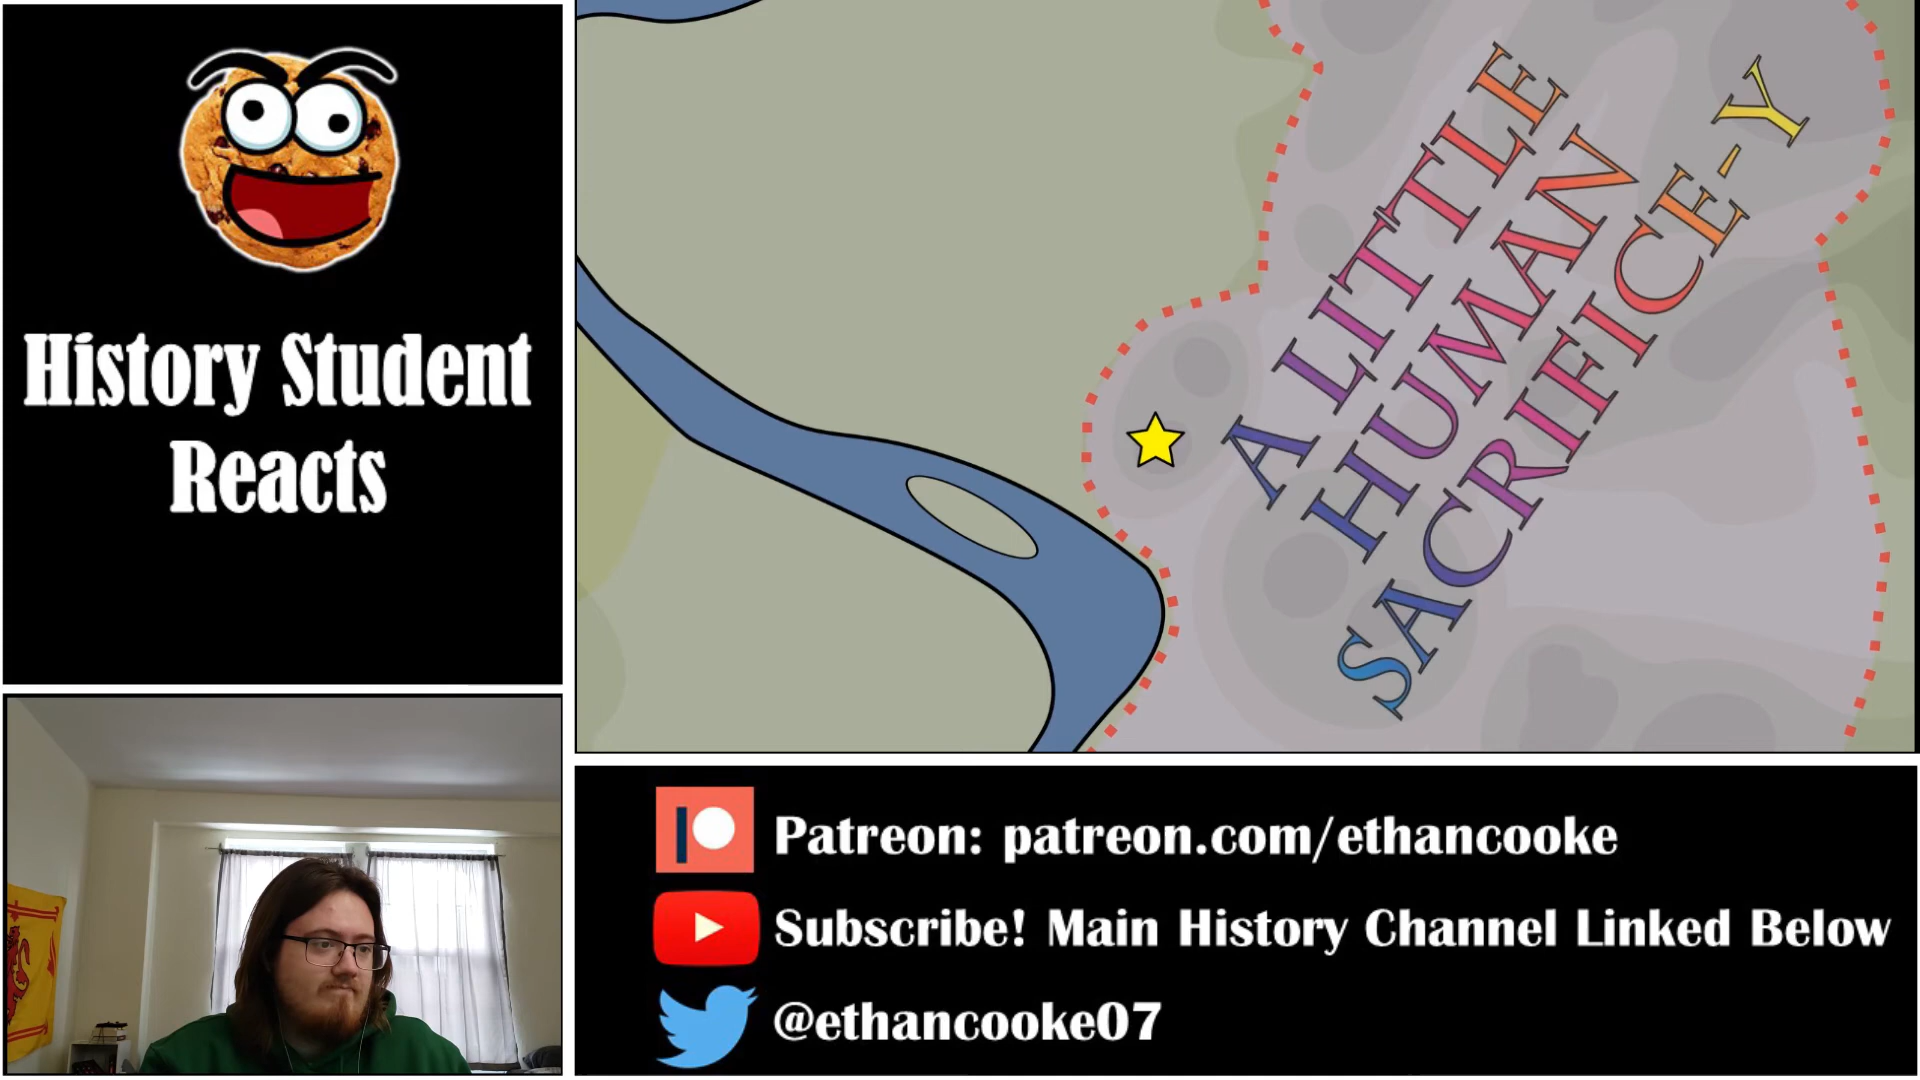 History Student
Reacts
A LITTLE
HUMAN
SACRIFICE-Y
Patreon: patreon.com/ethancooke
Subscribe! Main History Channel Linked Below
@ethancooke07